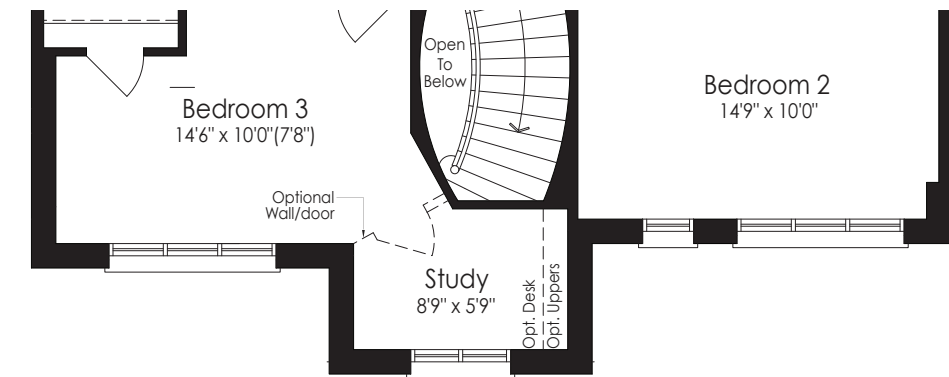 Open
To
Below
Bedroom 3
14'6" x 10'0"(7'8")
Bedroom 2
14'9" x 10'0"
Optional
Wall/door
Study
8'9" x 5'9"
Opt. Desk
Opt. Uppers